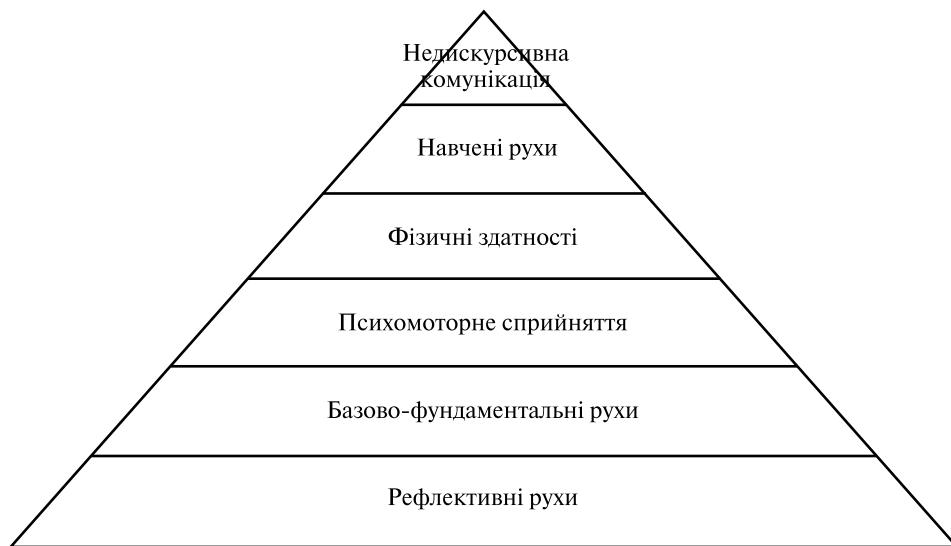 Недискурсивна
комунікація
Навчені рухи
Фізичні здатності
Психомоторне сприйняття
Базово-фундаментальні рухи
Рефлективні рухи